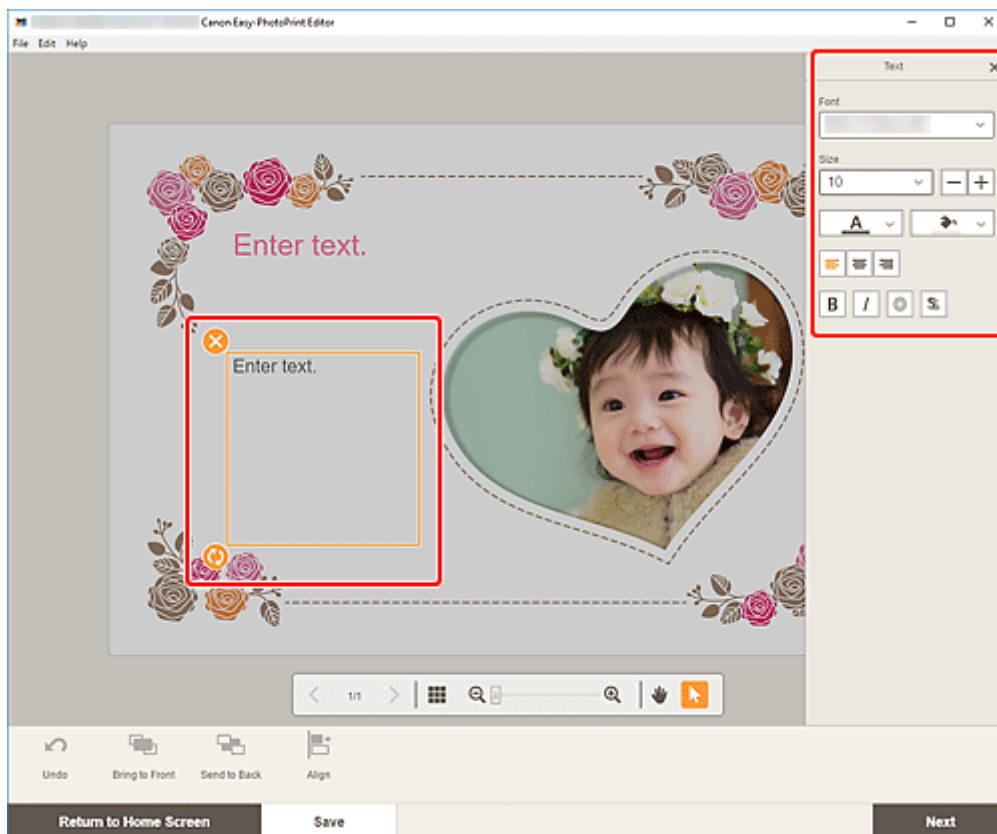 Canon Easy-PhotoPrint Editor
File Edit Help
Text
Font
Size
10
A
B I S
Enter text.
Enter text.
1/1
Undo Bring to Front Send to Back Align
Return to Home Screen Save Next